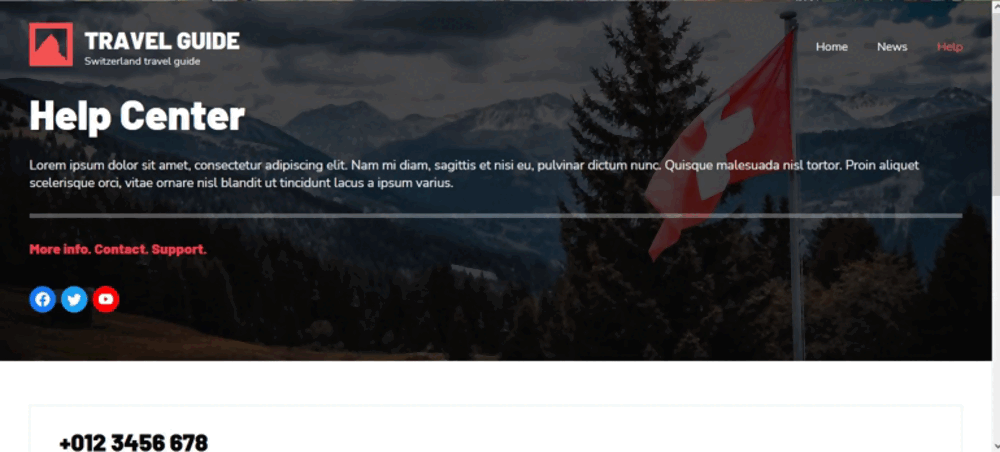 TRAVEL GUIDE
Switzerland travel guide
Home
News
Help
Help Center
Lorem ipsum dolor sit amet, consectetur adipiscing elit. Nam mi diam, sagittis et nisi eu, pulvinar dictum nunc. Quisque malesuada nisl tortor. Proin aliquet
scelerisque orci, vitae ornare nisl blandit ut tincidunt lacus a ipsum varius.
More info. Contact. Support.
+012 3456 678